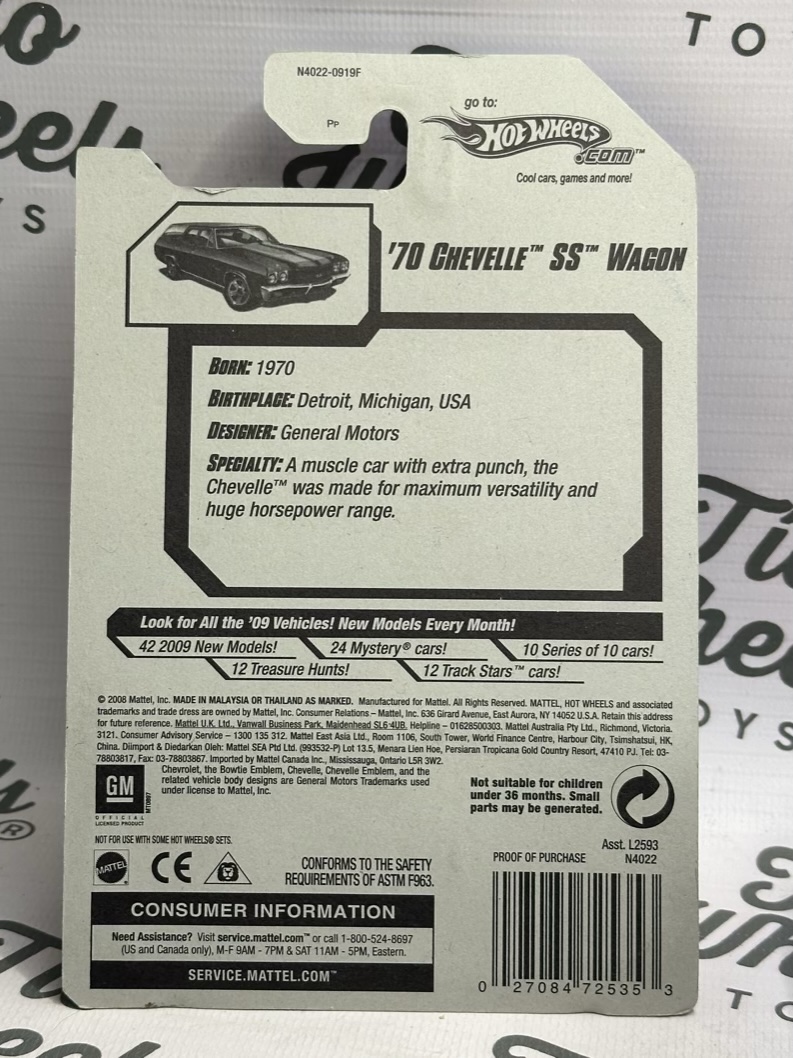 N4022-0919F
PP
go to:
HOT WHEELS
.COM™
Cool cars, games and more!
'70 CHEVELLE™ SS™ WAGON
BORN: 1970
BIRTHPLACE: Detroit, Michigan, USA
DESIGNER: General Motors
SPECIALTY: A muscle car with extra punch, the
Chevelle™ was made for maximum versatility and
huge horsepower range.
Look for All the '09 Vehicles! New Models Every Month!
42 2009 New Models! 24 Mystery® cars! 10 Series of 10 cars!
12 Treasure Hunts! 12 Track Stars™ cars!
© 2008 Mattel, Inc. MADE IN MALAYSIA OR THAILAND AS MARKED. Manufactured for Mattel. All Rights Reserved. MATTEL, HOT WHEELS and associated
trademarks and trade dress are owned by Mattel, Inc. Consumer Relations – Mattel, Inc. 636 Girard Avenue, East Aurora, NY 14052 U.S.A. Retain this address
for future reference. Mattel U.K. Ltd., Vanwall Business Park, Maidenhead SL6 4UB. Helpline – 01628500303. Mattel Australia Pty Ltd., Richmond, Victoria.
3121. Consumer Advisory Service – 1300 135 312. Mattel East Asia Ltd., Room 1106, South Tower, World Finance Centre, Harbour City, Tsimshatsui, HK,
China. Diimport & Diedarkan Oleh: Mattel SEA Ptd Ltd. (993532-P) Lot 13.5, Menara Lien Hoe, Persiaran Tropicana Gold Country Resort, 47410 PJ. Tel: 03-
78803817, Fax: 03-78803867. Imported by Mattel Canada Inc., Mississauga, Ontario L5R 3W2.
GM
OFFICIAL
LICENSED PRODUCT
Chevrolet, the Bowtie Emblem, Chevelle, Chevelle Emblem, and the
related vehicle body designs are General Motors Trademarks used
under license to Mattel, Inc.
Not suitable for children
under 36 months. Small
parts may be generated.
NOT FOR USE WITH SOME HOT WHEELS® SETS.
Asst. L2593
PROOF OF PURCHASE N4022
MATTEL
CE
CONFORMS TO THE SAFETY
REQUIREMENTS OF ASTM F963.
CONSUMER INFORMATION
Need Assistance? Visit service.mattel.com™ or call 1-800-524-8697
(US and Canada only), M-F 9AM - 7PM & SAT 11AM - 5PM, Eastern.
SERVICE.MATTEL.COM™
0 27084 72535 3